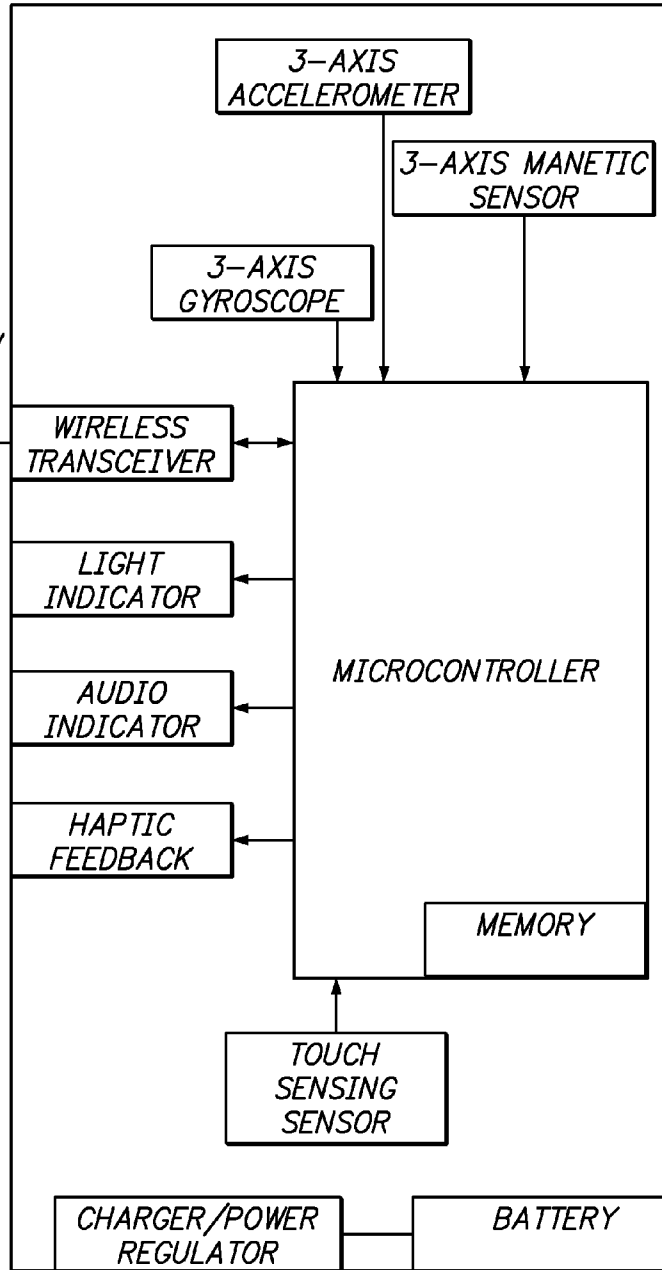 3-AXIS
ACCELEROMETER
3-AXIS MANETIC
SENSOR
3-AXIS
GYROSCOPE
WIRELESS
TRANSCEIVER
LIGHT
INDICATOR
MICROCONTROLLER
AUDIO
INDICATOR
HAPTIC
FEEDBACK
MEMORY
TOUCH
SENSING
SENSOR
CHARGER/POWER
REGULATOR
BATTERY